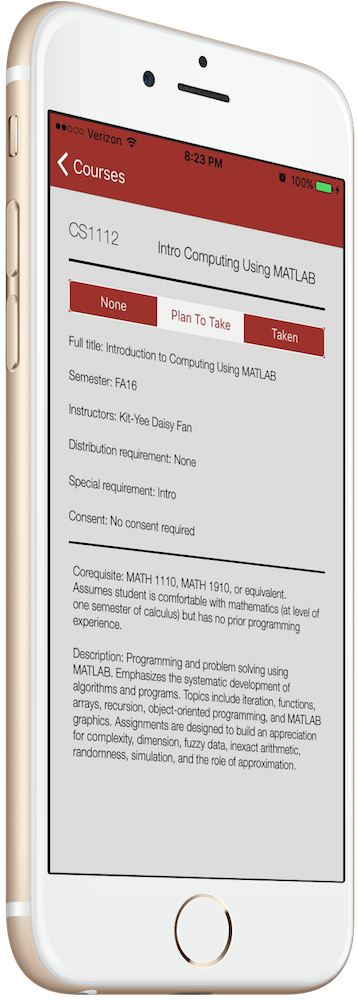 Verizon 8:23 PM 100%
Courses
CS1112 Intro Computing Using MATLAB
None Plan To Take Taken
Full title: Introduction to Computing Using MATLAB
Semester: FA16
Instructors: Kit-Yee Daisy Fan
Distribution requirement: None
Special requirement: Intro
Consent: No consent required
Corequisite: MATH 1110, MATH 1910, or equivalent.
Assumes student is comfortable with mathematics (at level of
one semester of calculus) but has no prior programming
experience.
Description: Programming and problem solving using
MATLAB. Emphasizes the systematic development of
algorithms and programs. Topics include iteration, functions,
arrays, recursion, object-oriented programming, and MATLAB
graphics. Assignments are designed to build an appreciation
for complexity, dimension, fuzzy data, inexact arithmetic,
randomness, simulation, and the role of approximation.